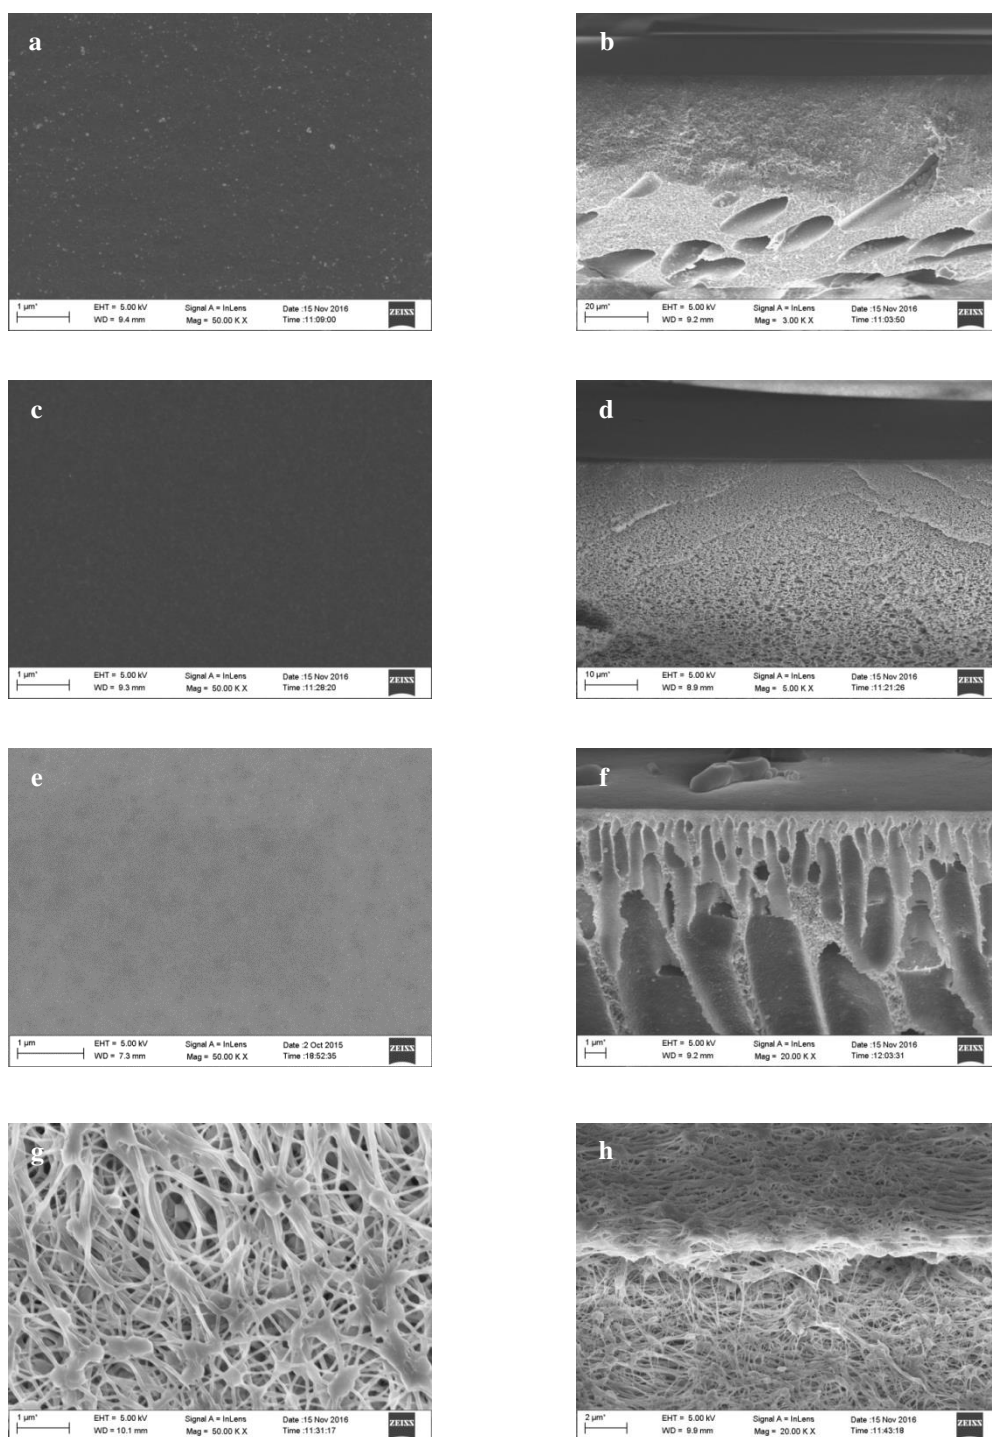 a
1 µm* EHT = 5.00 kV Signal A = InLens Date :15 Nov 2016 ZEISS
WD = 9.4 mm Mag = 50.00 K X Time :11:09:00
b
20 µm* EHT = 5.00 kV Signal A = InLens Date :15 Nov 2016 ZEISS
WD = 9.2 mm Mag = 3.00 K X Time :11:03:50
c
1 µm* EHT = 5.00 kV Signal A = InLens Date :15 Nov 2016 ZEISS
WD = 9.3 mm Mag = 50.00 K X Time :11:28:20
d
10 µm* EHT = 5.00 kV Signal A = InLens Date :15 Nov 2016 ZEISS
WD = 8.9 mm Mag = 5.00 K X Time :11:21:26
e
1 µm EHT = 5.00 kV Signal A = InLens Date :2 Oct 2015 ZEISS
WD = 7.3 mm Mag = 50.00 K X Time :18:52:35
f
1 µm* EHT = 5.00 kV Signal A = InLens Date :15 Nov 2016 ZEISS
WD = 9.2 mm Mag = 20.00 K X Time :12:03:31
g
1 µm* EHT = 5.00 kV Signal A = InLens Date :15 Nov 2016 ZEISS
WD = 10.1 mm Mag = 50.00 K X Time :11:31:17
h
2 µm* EHT = 5.00 kV Signal A = InLens Date :15 Nov 2016 ZEISS
WD = 9.9 mm Mag = 20.00 K X Time :11:43:18